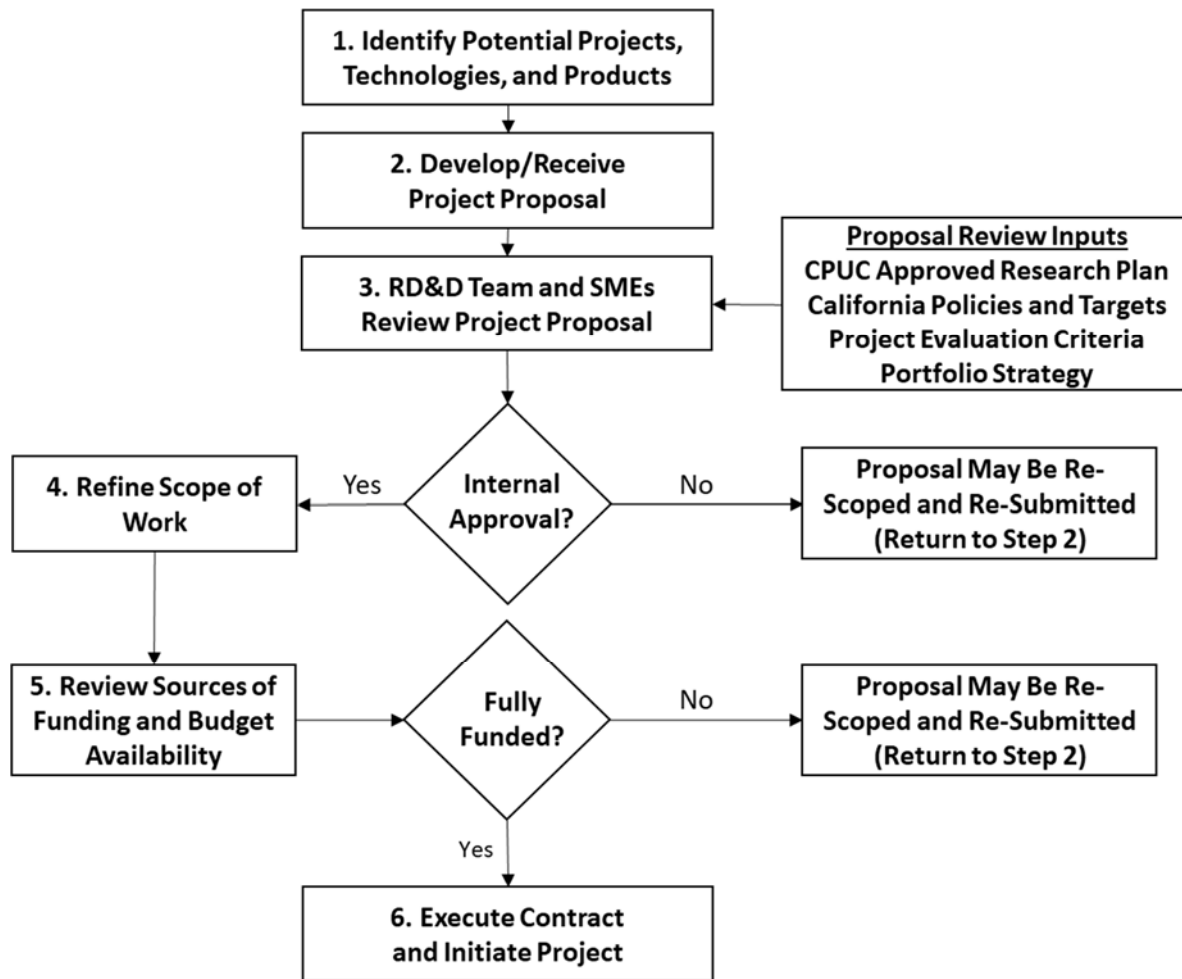 1. Identify Potential Projects,
Technologies, and Products
2. Develop/Receive
Project Proposal
3. RD&D Team and SMEs
Review Project Proposal
Proposal Review Inputs
CPUC Approved Research Plan
California Policies and Targets
Project Evaluation Criteria
Portfolio Strategy
Internal
Approval?
Yes
No
4. Refine Scope of
Work
Proposal May Be Re-
Scoped and Re-Submitted
(Return to Step 2)
5. Review Sources of
Funding and Budget
Availability
Fully
Funded?
No
Proposal May Be Re-
Scoped and Re-Submitted
(Return to Step 2)
Yes
6. Execute Contract
and Initiate Project